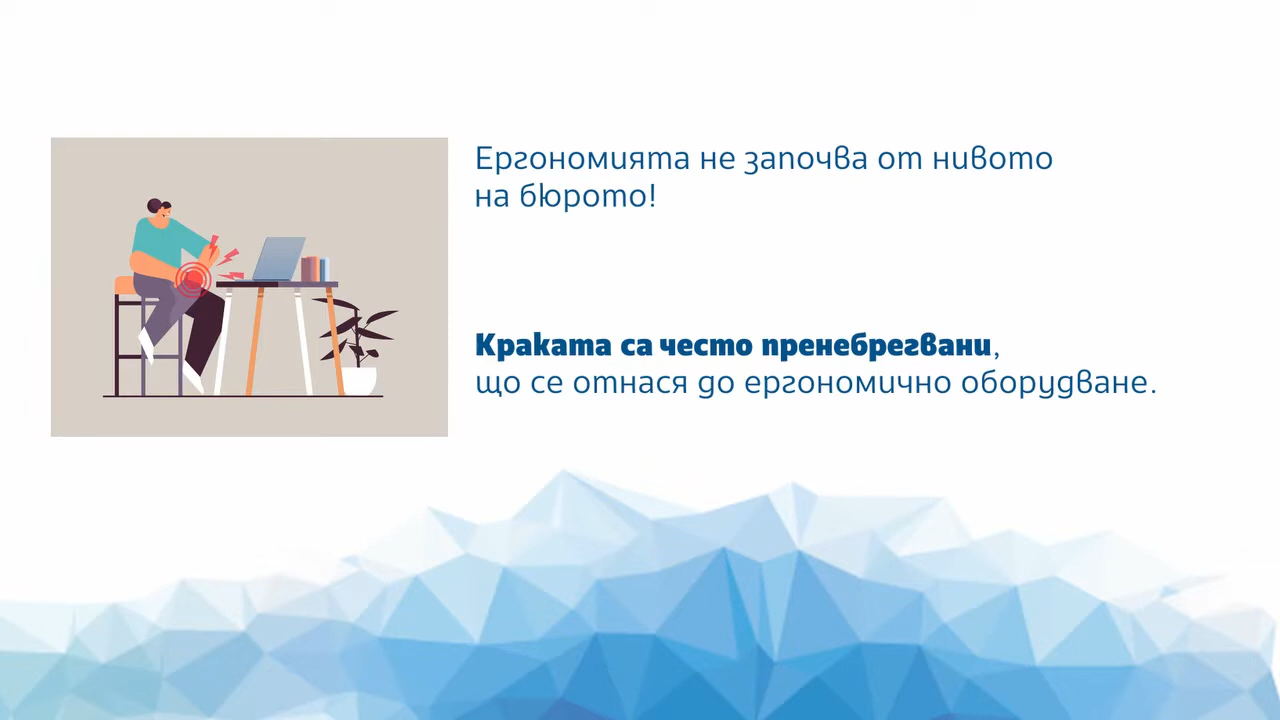 Ергономията не започва от нивото
на бюрото!
Краката са често пренебрегвани,
що се отнася до ергономично оборудване.